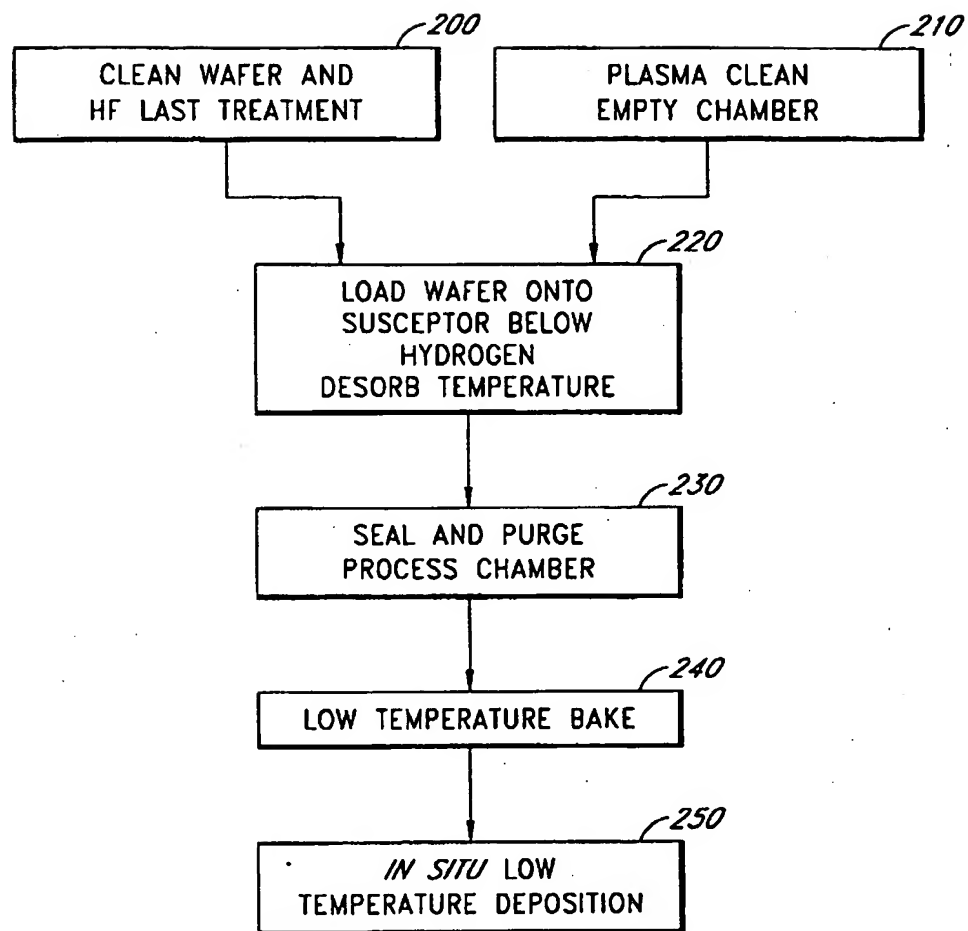 200
CLEAN WAFER AND
HF LAST TREATMENT
210
PLASMA CLEAN
EMPTY CHAMBER
220
LOAD WAFER ONTO
SUSCEPTOR BELOW
HYDROGEN
DESORB TEMPERATURE
230
SEAL AND PURGE
PROCESS CHAMBER
240
LOW TEMPERATURE BAKE
250
IN SITU LOW
TEMPERATURE DEPOSITION